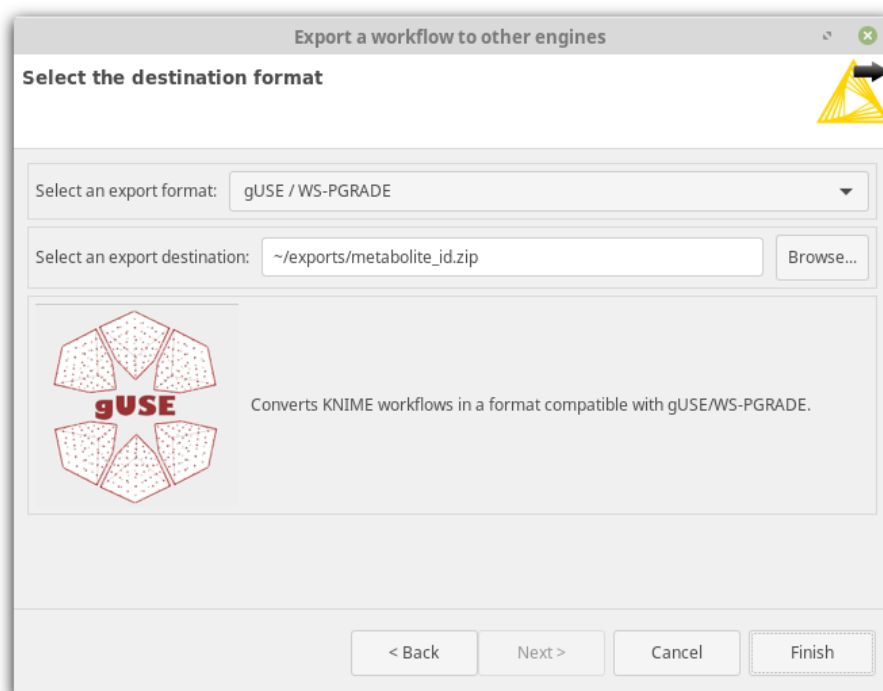 Export a workflow to other engines
Select the destination format
Select an export format: gUSE / WS-PGRADE
Select an export destination: ~/exports/metabolite_id.zip Browse...
gUSE
Converts KNIME workflows in a format compatible with gUSE/WS-PGRADE.
< Back Next > Cancel Finish